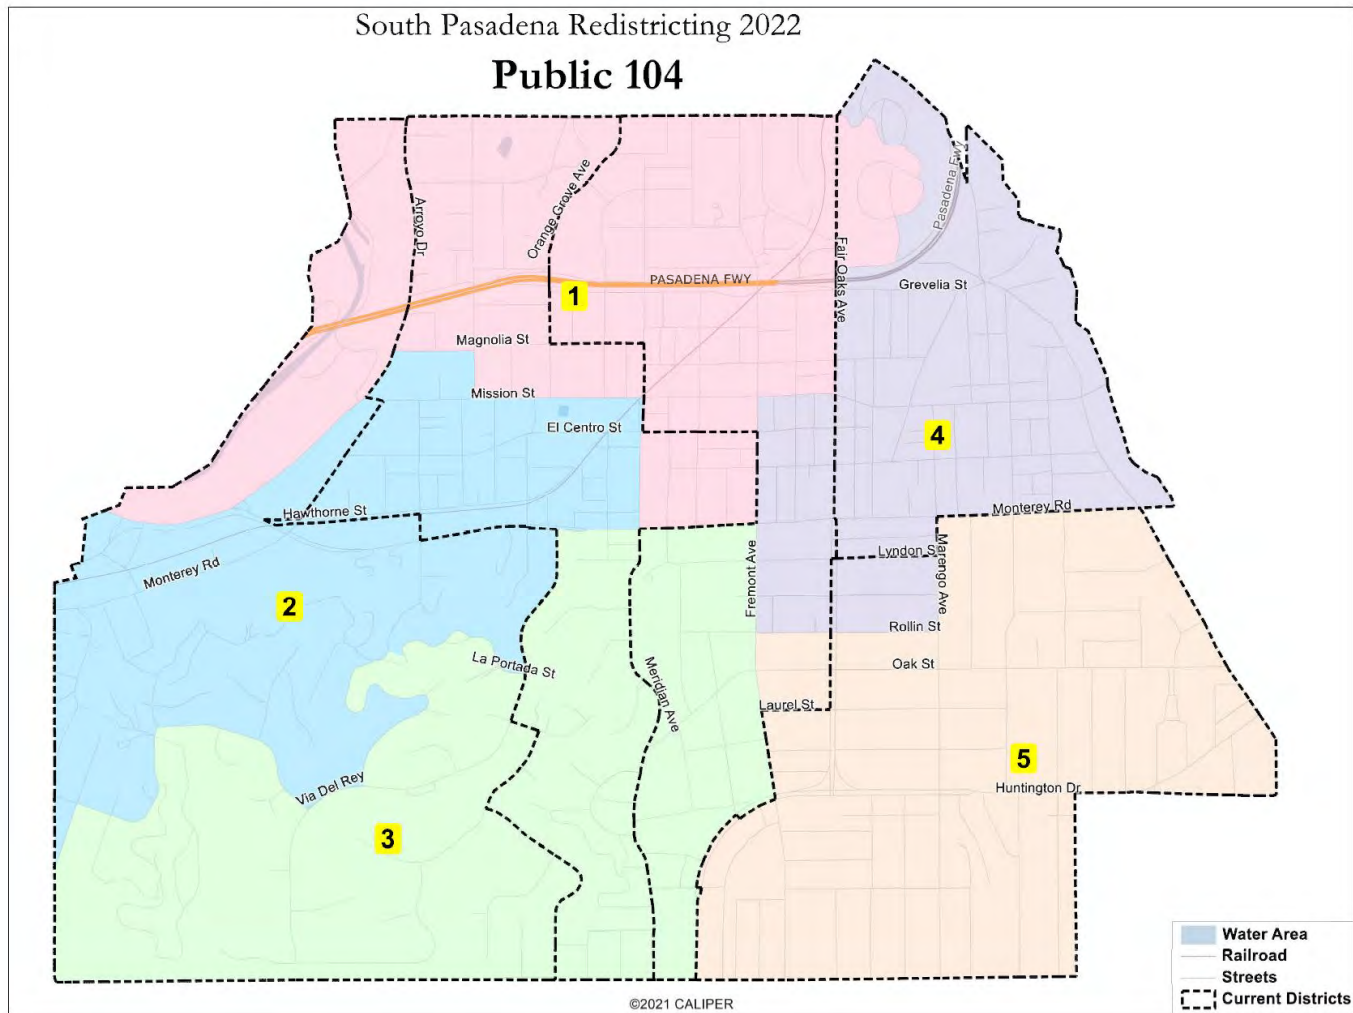 South Pasadena Redistricting 2022
Public 104
Arroyo Dr
Orange Grove Ave
Pasadena Fwy
Fair Oaks Ave
PASADENA FWY
Grevelia St
1
Magnolia St
Mission St
El Centro St
4
Hawthorne St
Monterey Rd
Monterey Rd
Lyndon St
Fremont Ave
Marengo Ave
2
Rollin St
La Portada St
Oak St
Meridian Ave
Laurel St
5
Via Del Rey
Huntington Dr
3
Water Area
Railroad
Streets
Current Districts
©2021 CALIPER